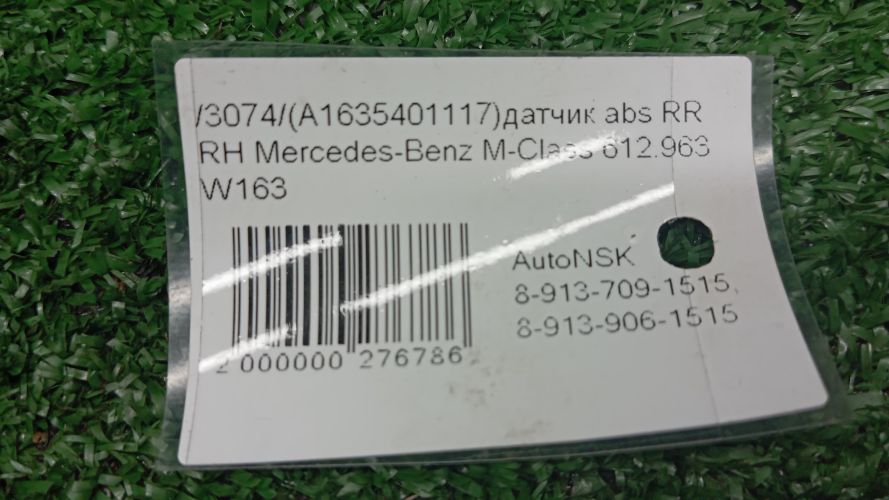 /3074/(A1635401117)датчик abs RR
RH Mercedes-Benz M-Class 612.963
W163
AutoNSK
8-913-709-1515,
8-913-906-1515
2 000000 276786